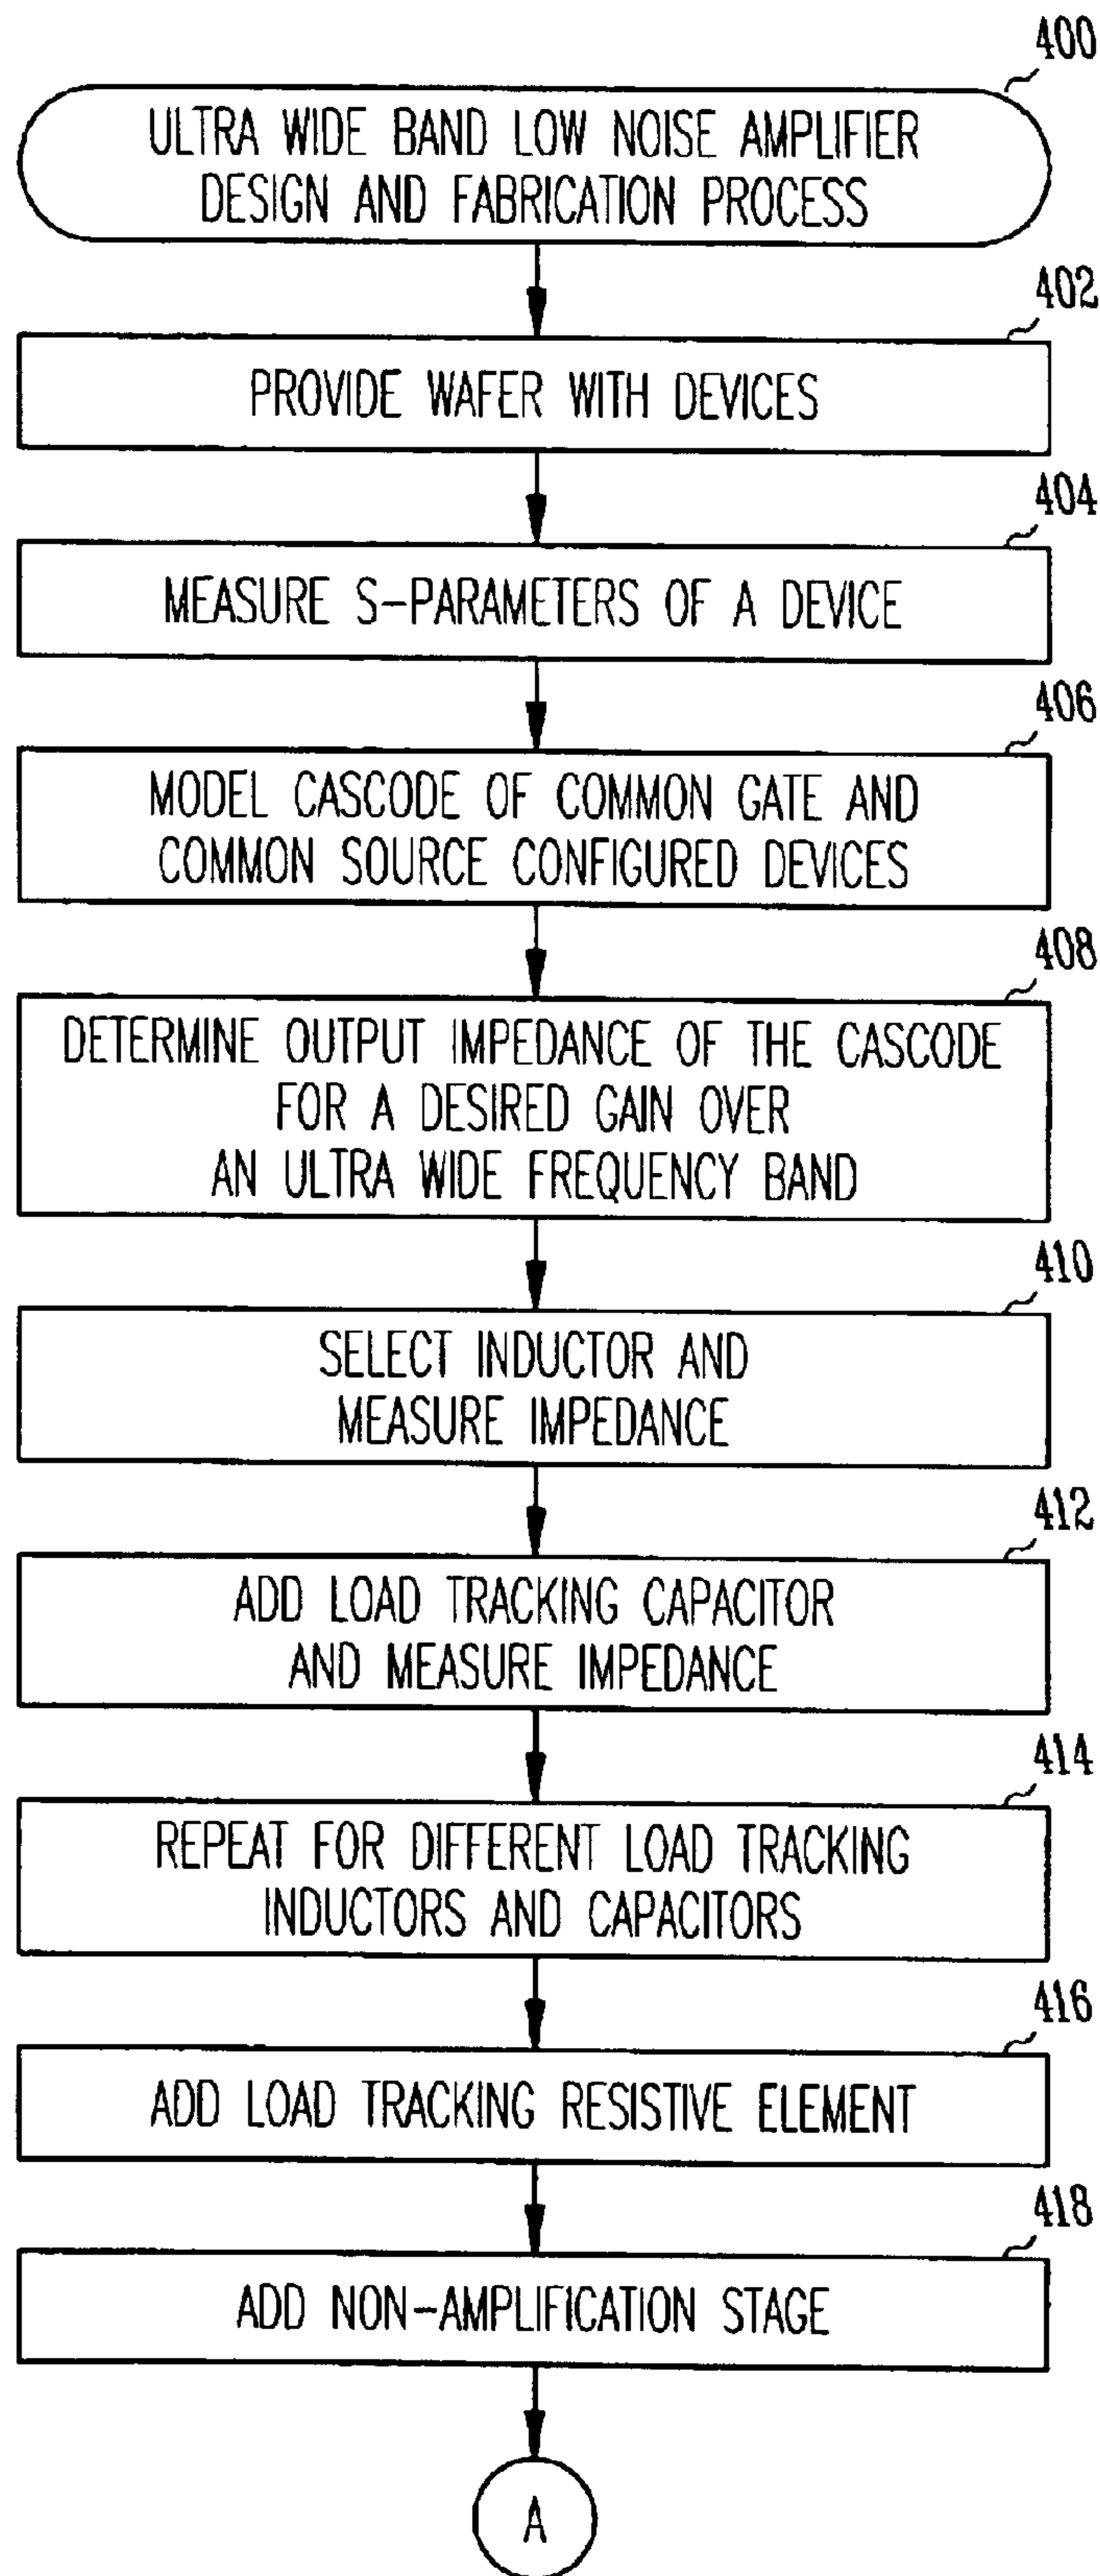 400
ULTRA WIDE BAND LOW NOISE AMPLIFIER
DESIGN AND FABRICATION PROCESS
402
PROVIDE WAFER WITH DEVICES
404
MEASURE S-PARAMETERS OF A DEVICE
406
MODEL CASCODE OF COMMON GATE AND
COMMON SOURCE CONFIGURED DEVICES
408
DETERMINE OUTPUT IMPEDANCE OF THE CASCODE
FOR A DESIRED GAIN OVER
AN ULTRA WIDE FREQUENCY BAND
410
SELECT INDUCTOR AND
MEASURE IMPEDANCE
412
ADD LOAD TRACKING CAPACITOR
AND MEASURE IMPEDANCE
414
REPEAT FOR DIFFERENT LOAD TRACKING
INDUCTORS AND CAPACITORS
416
ADD LOAD TRACKING RESISTIVE ELEMENT
418
ADD NON-AMPLIFICATION STAGE
A